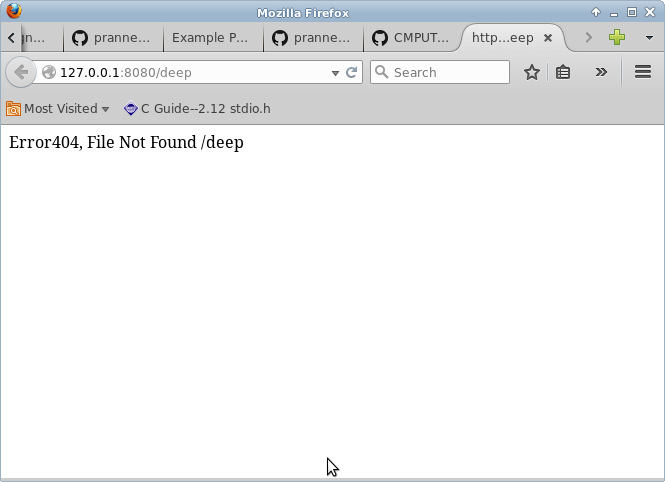 Mozilla Firefox
gn... pranne... Example P... pranne... CMPUT... http...eep
127.0.0.1:8080/deep Search
Most Visited C Guide--2.12 stdio.h
Error404, File Not Found /deep